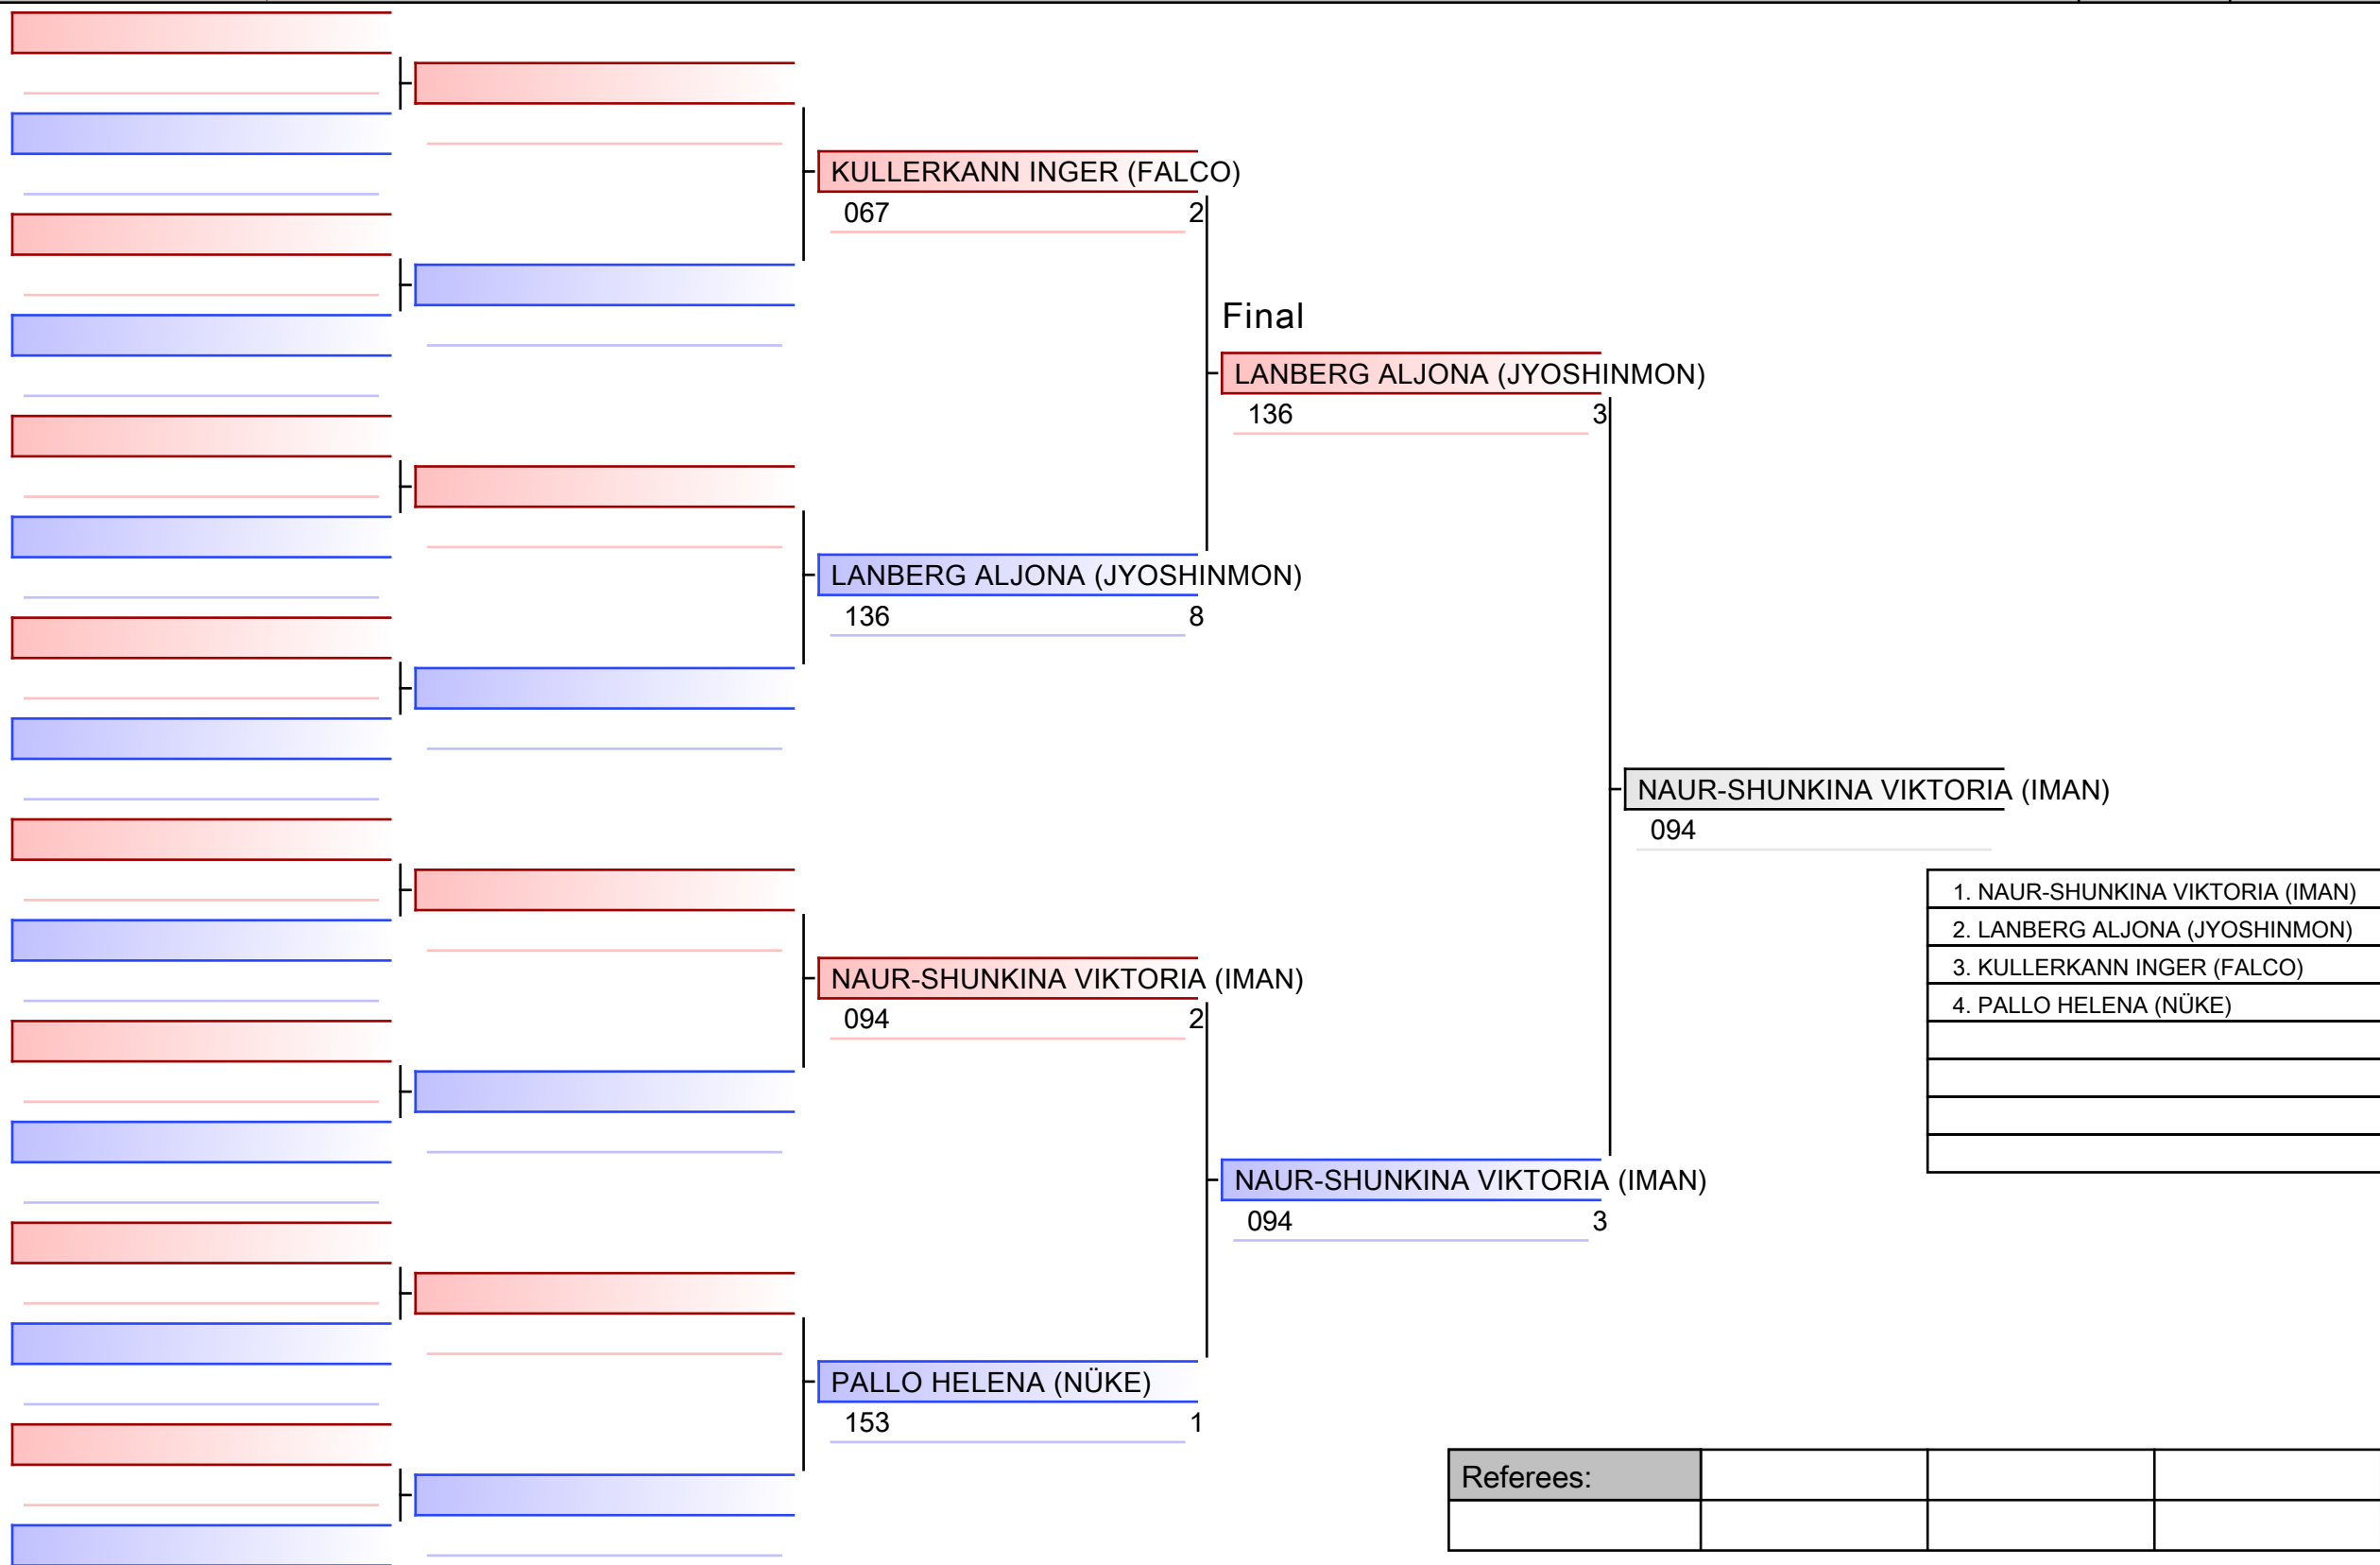 KULLERKANN INGER (FALCO)
067 2
Final
LANBERG ALJONA (JYOSHINMON)
136 3
LANBERG ALJONA (JYOSHINMON)
136 8
NAUR-SHUNKINA VIKTORIA (IMAN)
094
1. NAUR-SHUNKINA VIKTORIA (IMAN)
2. LANBERG ALJONA (JYOSHINMON)
3. KULLERKANN INGER (FALCO)
4. PALLO HELENA (NÜKE)
NAUR-SHUNKINA VIKTORIA (IMAN)
094 2
NAUR-SHUNKINA VIKTORIA (IMAN)
094 3
PALLO HELENA (NÜKE)
153 1
Referees: